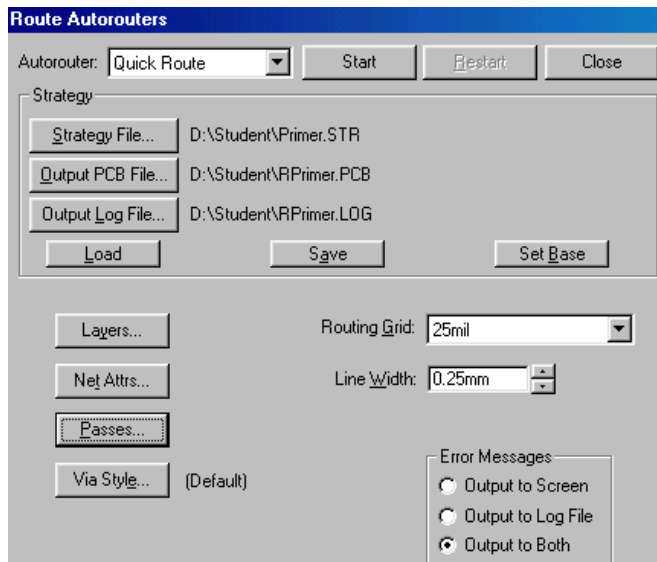 Route Autorouters
Autorouter: Quick Route Start Restart Close
Strategy
Strategy File... D:\Student\Primer.STR
Output PCB File... D:\Student\RPrimer.PCB
Output Log File... D:\Student\RPrimer.LOG
Load Save Set Base
Layers... Routing Grid: 25mil
Net Attrs... Line Width: 0.25mm
Passes...
Via Style... (Default)
Error Messages
Output to Screen
Output to Log File
Output to Both